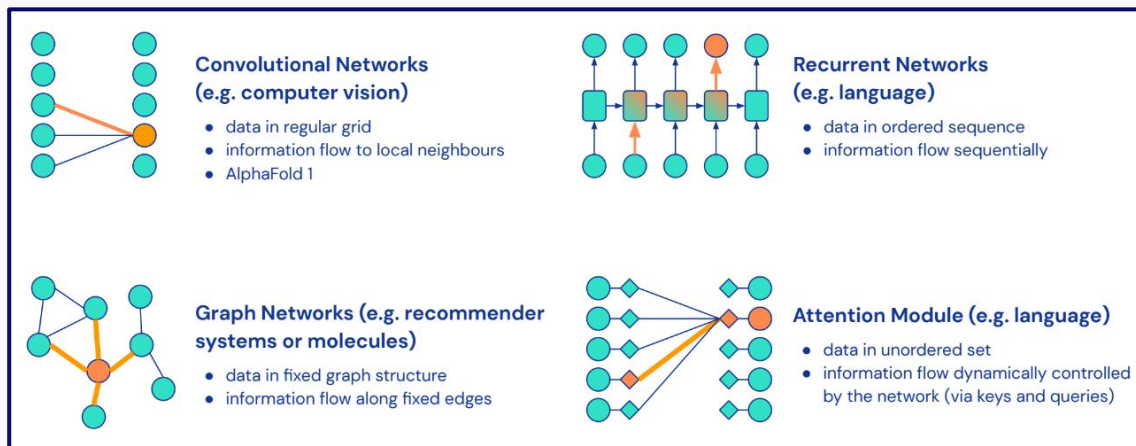 Convolutional Networks
(e.g. computer vision)
● data in regular grid
● information flow to local neighbours
● AlphaFold 1
Recurrent Networks
(e.g. language)
● data in ordered sequence
● information flow sequentially
Graph Networks (e.g. recommender
systems or molecules)
● data in fixed graph structure
● information flow along fixed edges
Attention Module (e.g. language)
● data in unordered set
● information flow dynamically controlled
by the network (via keys and queries)